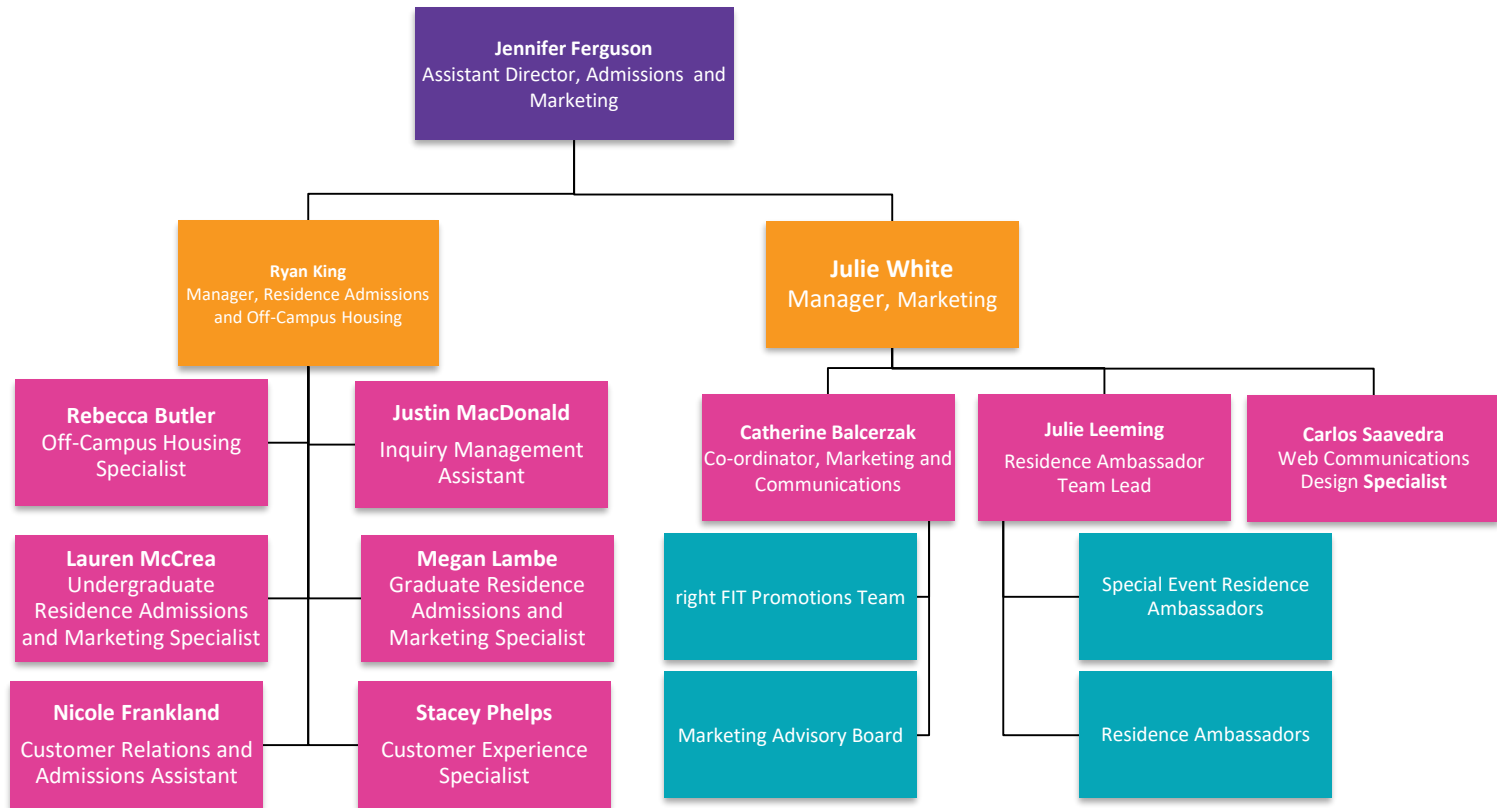 Jennifer Ferguson
Assistant Director, Admissions and
Marketing
Ryan King
Manager, Residence Admissions
and Off-Campus Housing
Julie White
Manager, Marketing
Rebecca Butler
Off-Campus Housing
Specialist
Justin MacDonald
Inquiry Management
Assistant
Catherine Balcerzak
Co-ordinator, Marketing and
Communications
Julie Leeming
Residence Ambassador
Team Lead
Carlos Saavedra
Web Communications
Design Specialist
Lauren McCrea
Undergraduate
Residence Admissions
and Marketing Specialist
Megan Lambe
Graduate Residence
Admissions and
Marketing Specialist
right FIT Promotions Team
Special Event Residence
Ambassadors
Nicole Frankland
Customer Relations and
Admissions Assistant
Stacey Phelps
Customer Experience
Specialist
Marketing Advisory Board
Residence Ambassadors